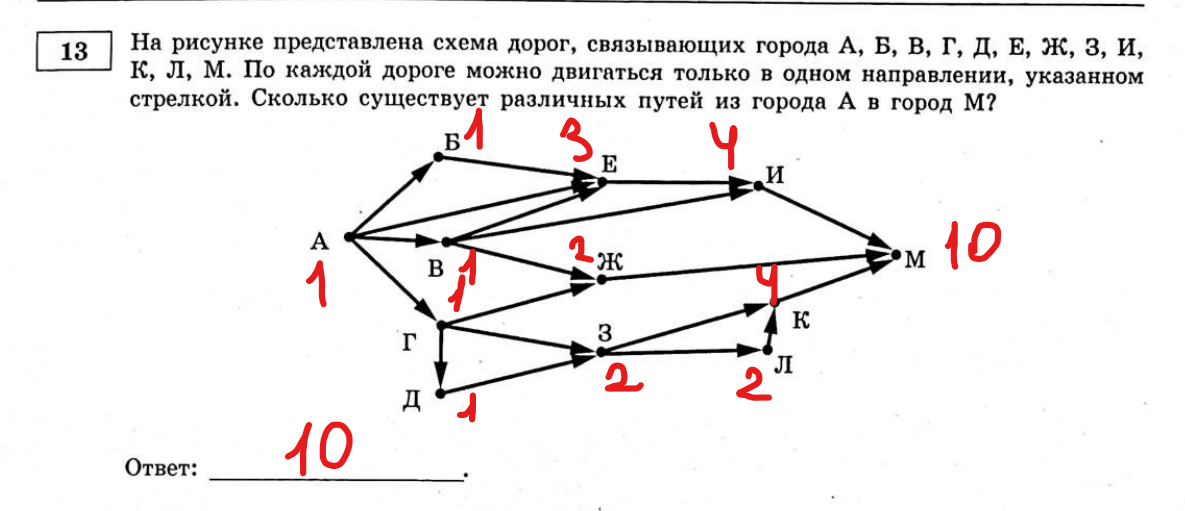 13
На рисунке представлена схема дорог, связывающих города А, Б, В, Г, Д, Е, Ж, З, И,
К, Л, М. По каждой дороге можно двигаться только в одном направлении, указанном
стрелкой. Сколько существует различных путей из города А в город М?
Б 1
3
Е
4
И
А
1
В 1
1
2
Ж
М 10
4
К
Г
З
2
Л
2
Д 1
Ответ: 10.